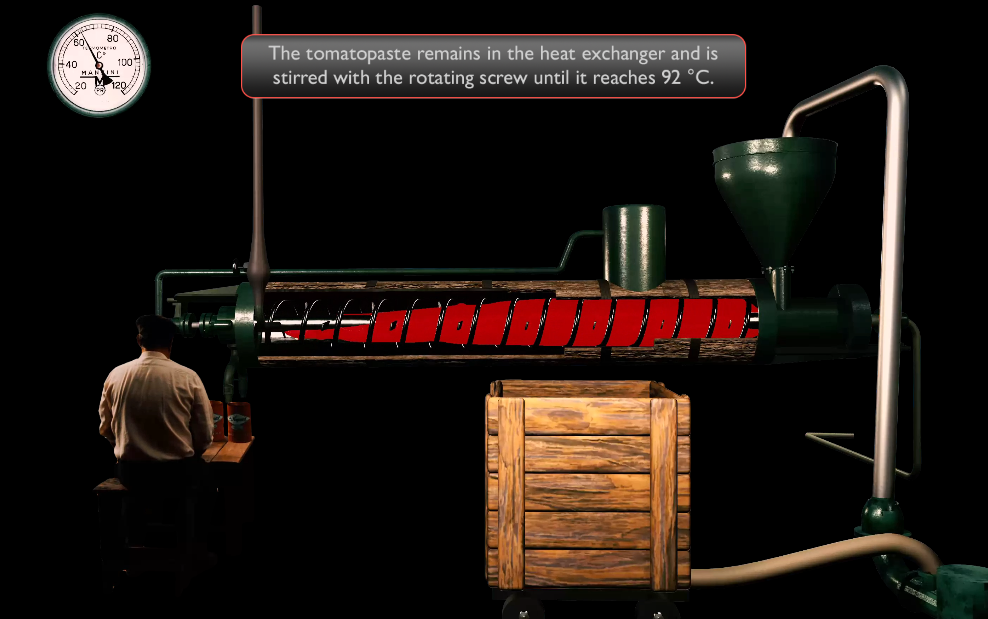 The tomatopaste remains in the heat exchanger and is
stirred with the rotating screw until it reaches 92 °C.
60
80
C°
40
100
MANZINI
20
120